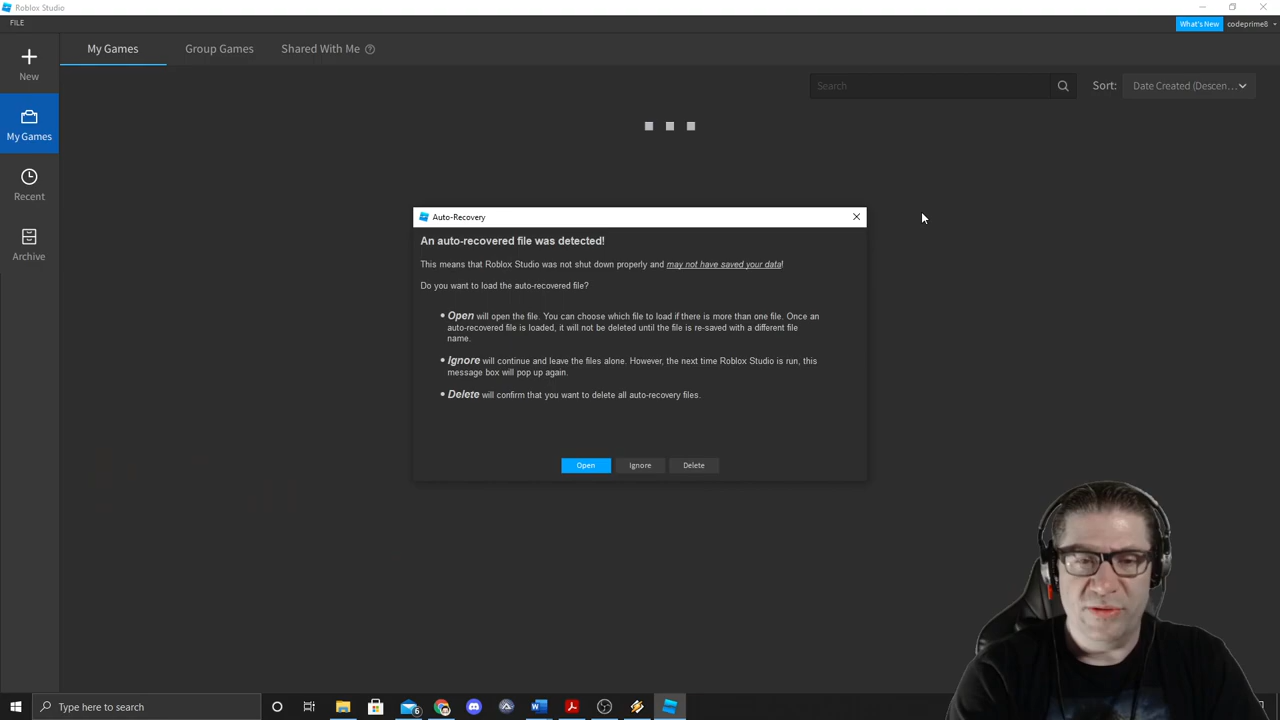 Roblox Studio
FILE
What's New
codeprime8
New
My Games
Recent
Archive
My Games
Group Games
Shared With Me
Search
Sort:
Date Created (Descen...
Auto-Recovery
An auto-recovered file was detected!
This means that Roblox Studio was not shut down properly and may not have saved your data!
Do you want to load the auto-recovered file?
• Open will open the file. You can choose which file to load if there is more than one file. Once an
auto-recovered file is loaded, it will not be deleted until the file is re-saved with a different file
name.
• Ignore will continue and leave the files alone. However, the next time Roblox Studio is run, this
message box will pop up again.
• Delete will confirm that you want to delete all auto-recovery files.
Open
Ignore
Delete
Type here to search
6